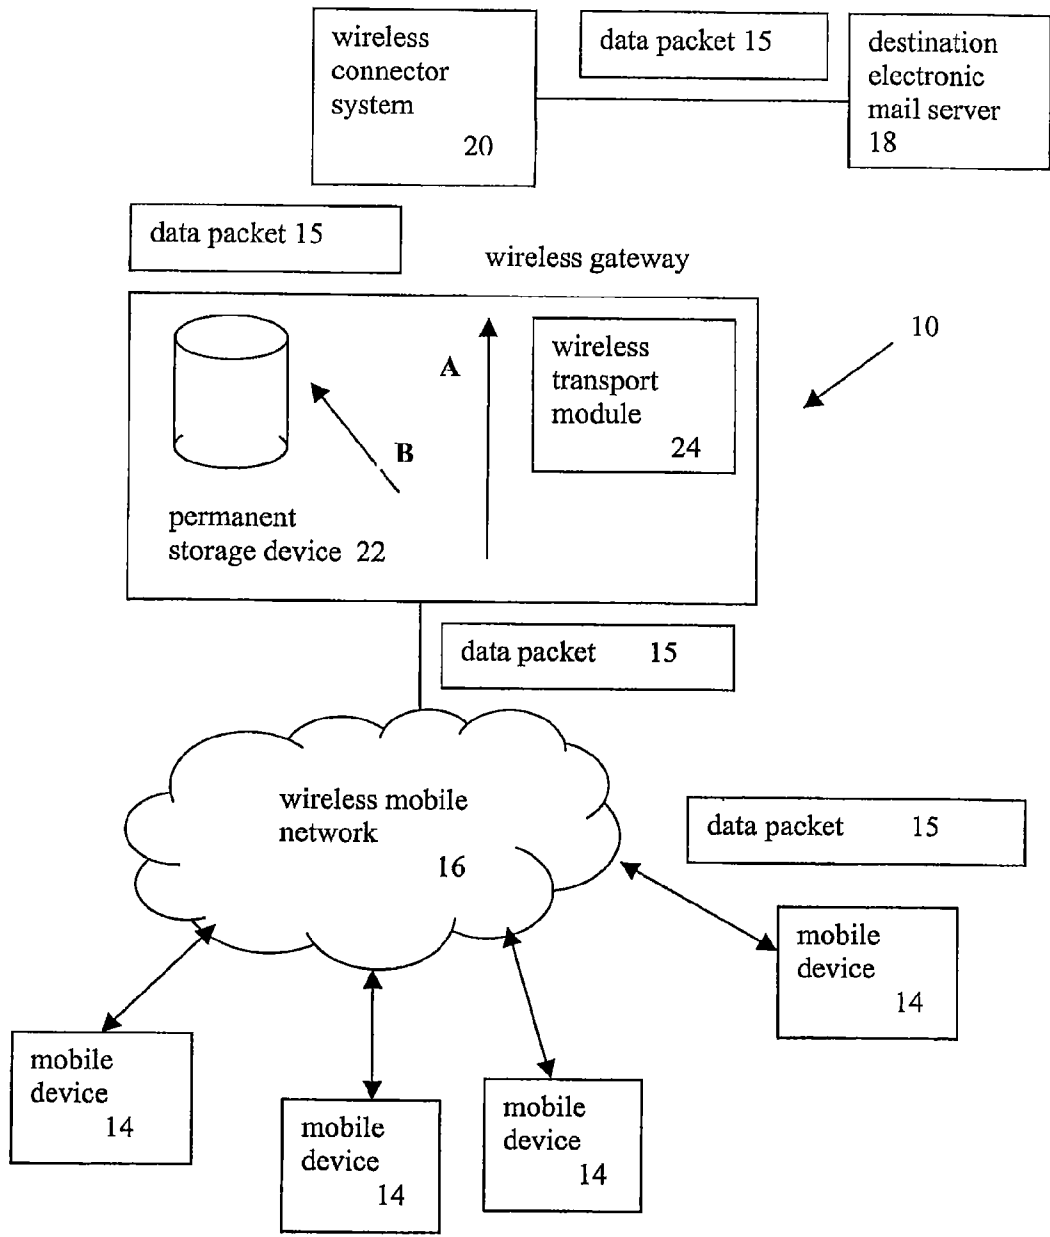 wireless
connector
system
20
data packet 15
destination
electronic
mail server
18
data packet 15
wireless gateway
10
A
B
wireless
transport
module
24
permanent
storage device 22
data packet 15
wireless mobile
network
16
data packet 15
mobile
device
14
mobile
device
14
mobile
device
14
mobile
device
14